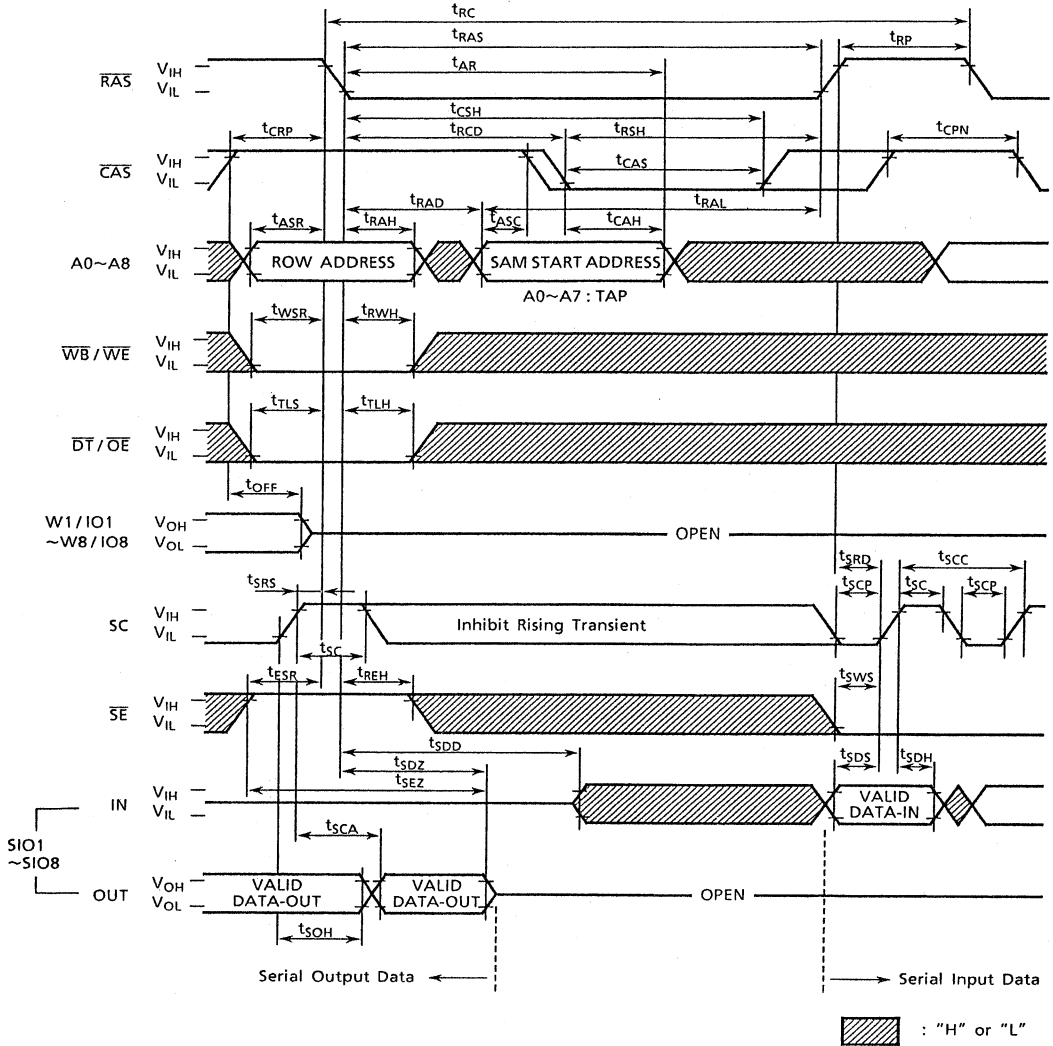 tRC
tRAS
tRP
tAR
RAS
VIH
VIL
tCSH
tCRP
tRCD
tRSH
tCPN
CAS
VIH
VIL
tCAS
tRAD
tRAL
tASR
tRAH
tASC
tCAH
A0~A8
VIH
VIL
ROW ADDRESS
SAM START ADDRESS
A0~A7 : TAP
tWSR
tRWH
WB / WE
VIH
VIL
tTLS
tTLH
DT / OE
VIH
VIL
tOFF
W1 / IO1
~W8 / IO8
VOH
VOL
OPEN
tSRD
tSCC
tSRS
tSCP
tSC
tSCP
SC
VIH
VIL
Inhibit Rising Transient
tSC
tESR
tREH
tSWS
SE
VIH
VIL
tSDD
tSDZ
tSDS
tSDH
tSEZ
IN
VIH
VIL
VALID
DATA-IN
tSCA
SIO1
~SIO8
OUT
VOH
VOL
VALID
DATA-OUT
VALID
DATA-OUT
OPEN
tSOH
Serial Output Data
Serial Input Data
: "H" or "L"